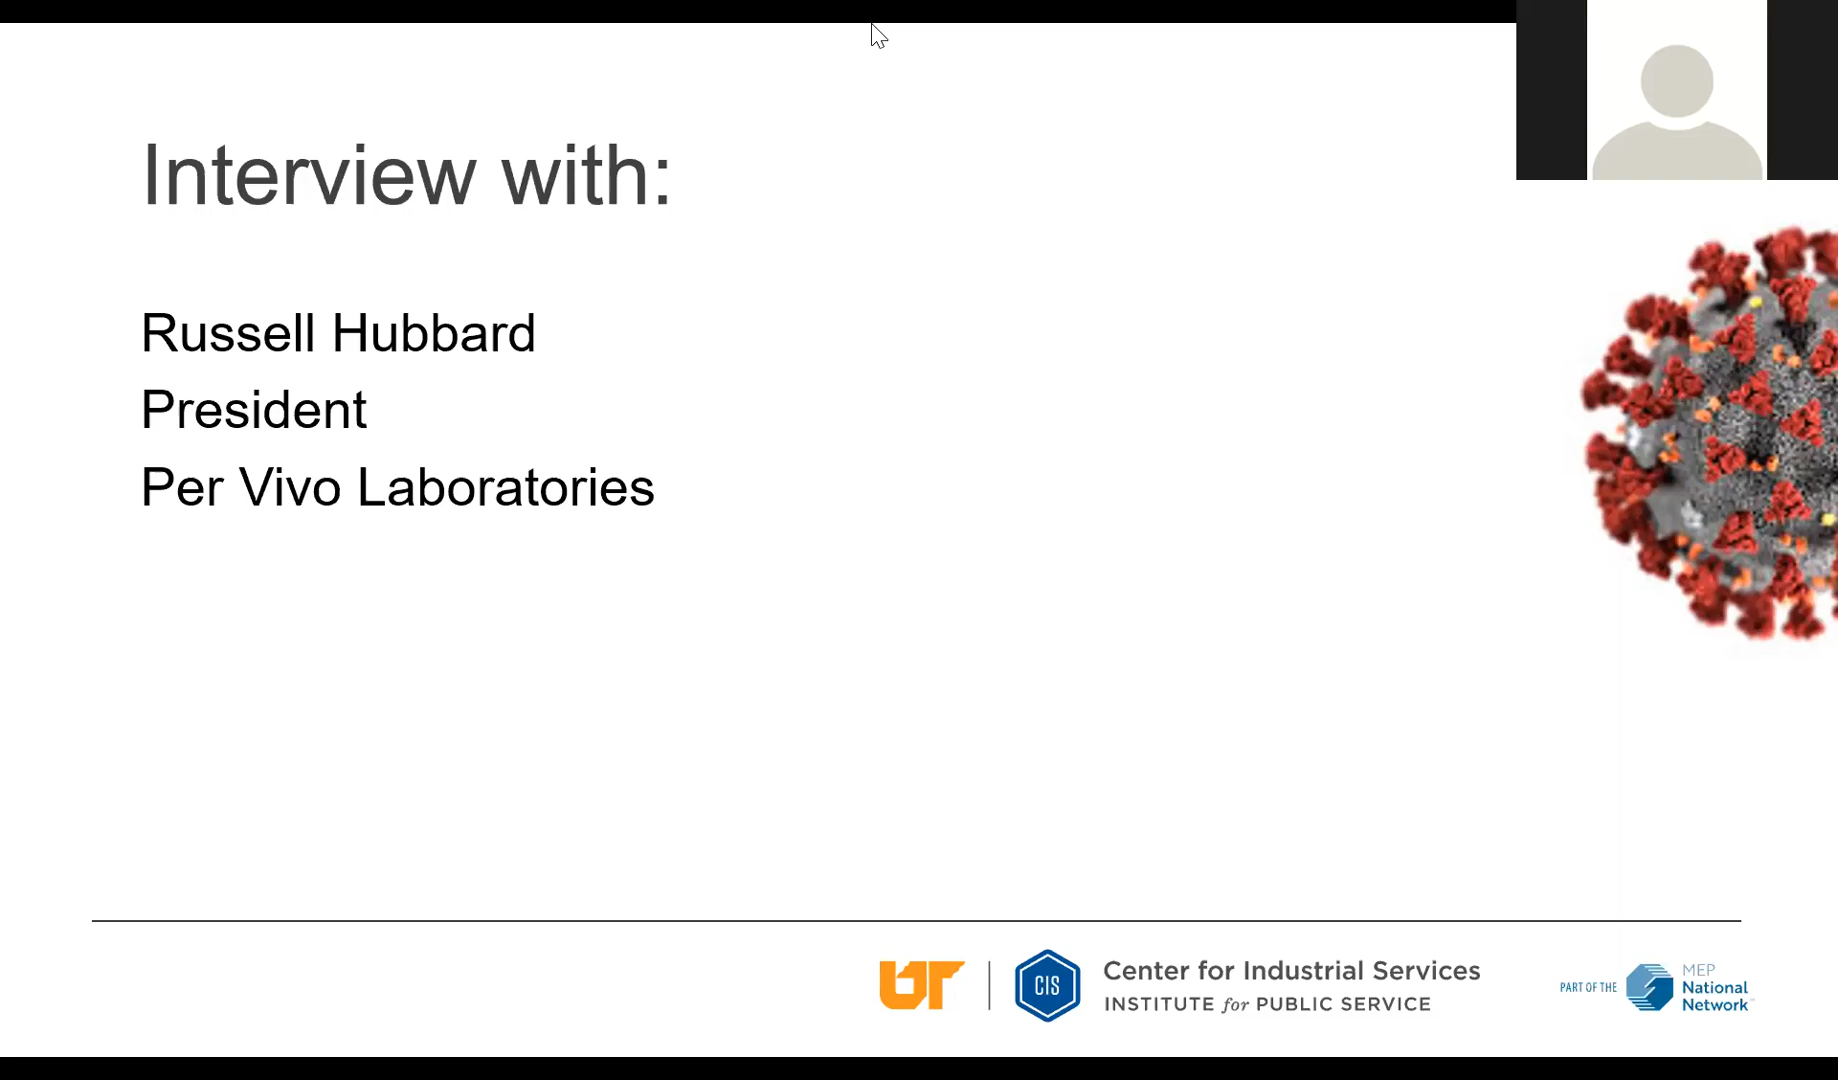 Interview with:
Russell Hubbard
President
Per Vivo Laboratories
UT
CIS
Center for Industrial Services
INSTITUTE for PUBLIC SERVICE
PART OF THE
MEP
National
Network